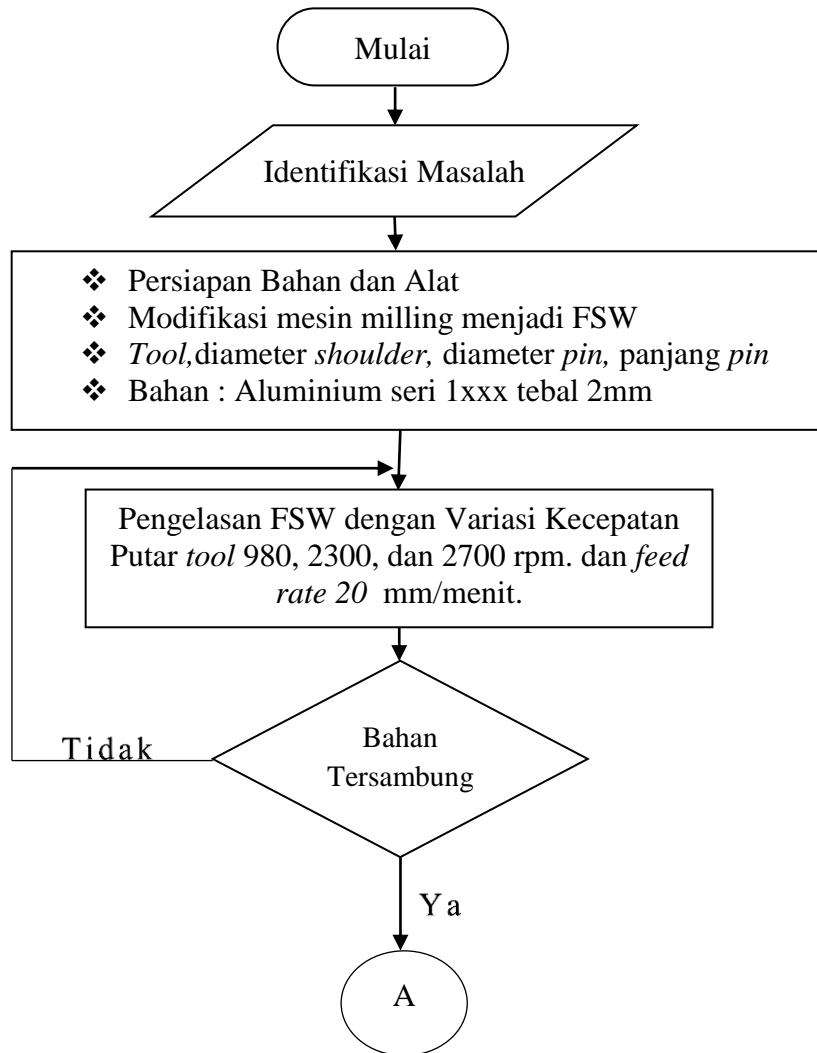 Mulai
Identifikasi Masalah
❖ Persiapan Bahan dan Alat
❖ Modifikasi mesin milling menjadi FSW
❖ Tool,diameter shoulder, diameter pin, panjang pin
❖ Bahan : Aluminium seri 1xxx tebal 2mm
Pengelasan FSW dengan Variasi Kecepatan
Putar tool 980, 2300, dan 2700 rpm. dan feed
rate 20 mm/menit.
Tidak
Bahan
Tersambung
Ya
A